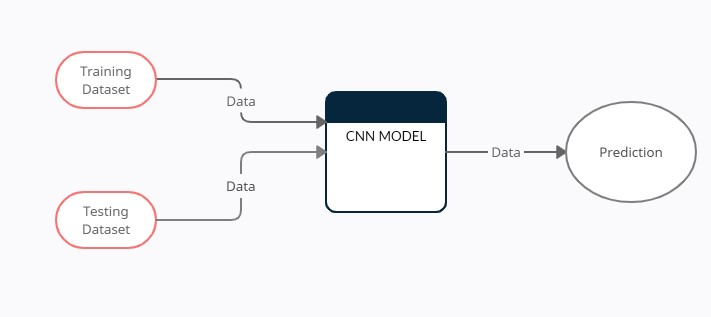 Training
Dataset
Data
CNN MODEL
Data
Prediction
Data
Testing
Dataset